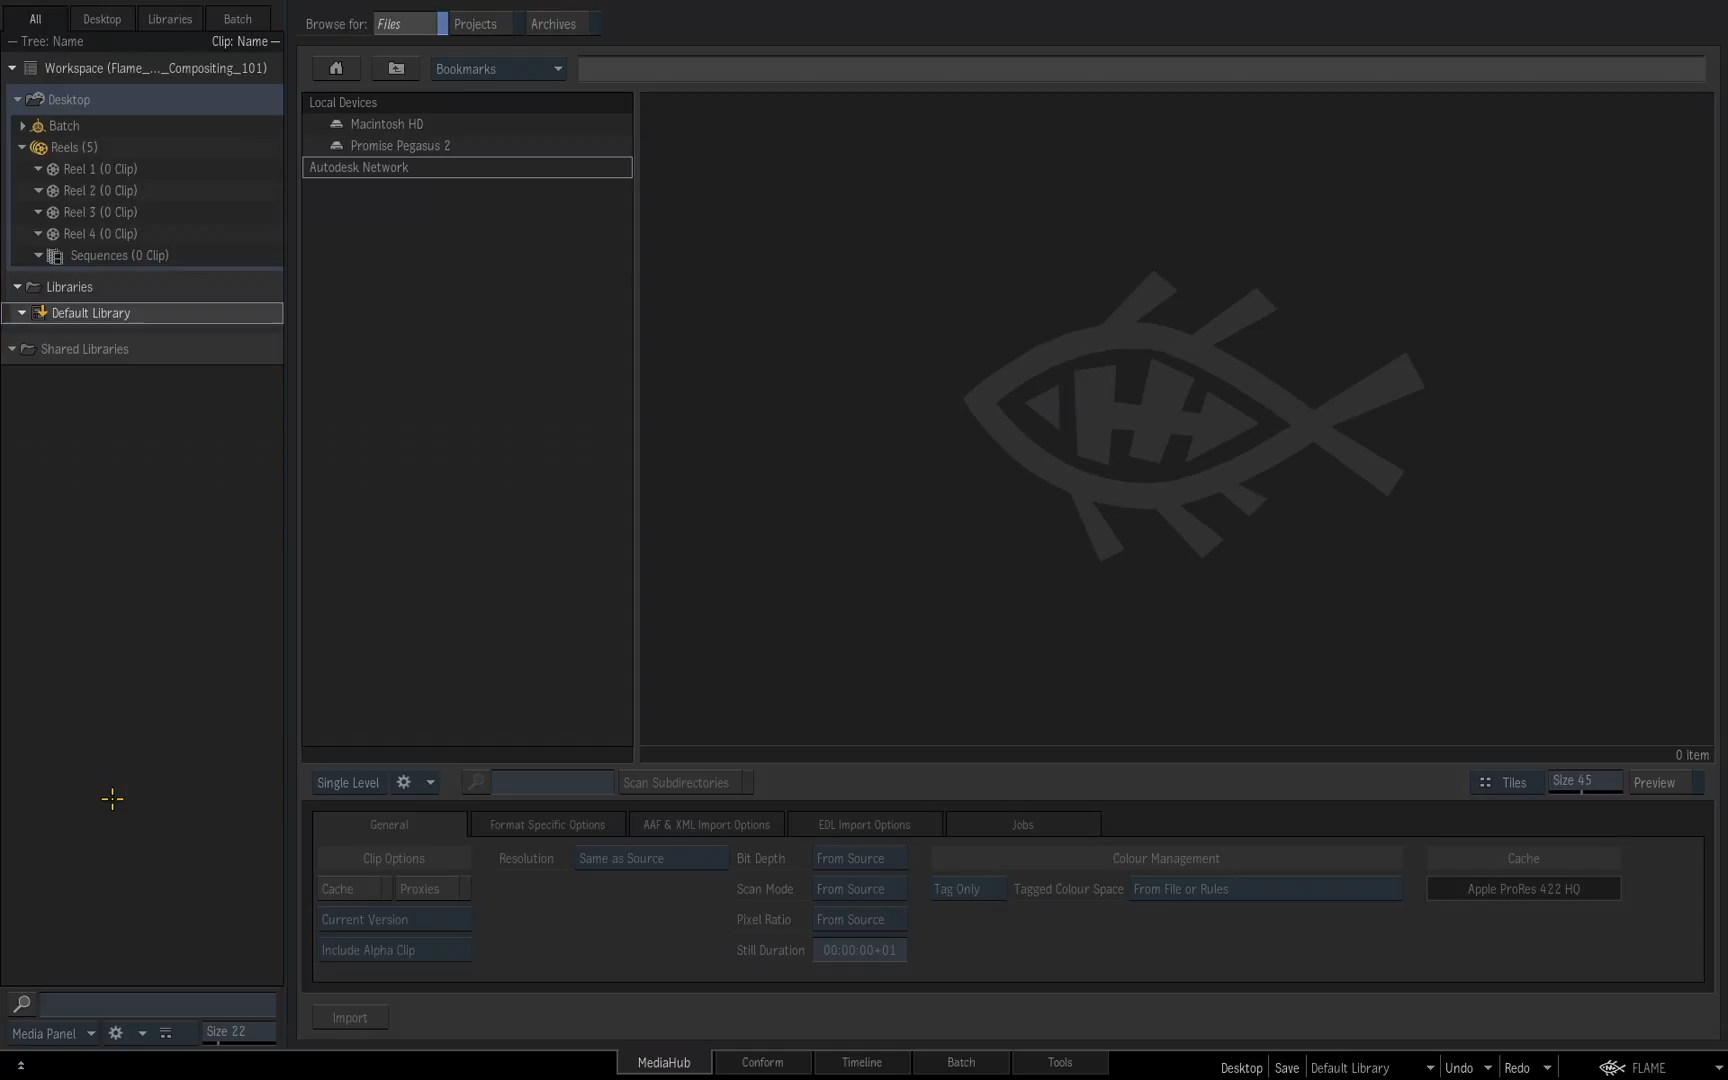 All Desktop Libraries Batch
Tree: Name Clip: Name
Workspace (Flame_..._Compositing_101)
Desktop
Batch
Reels (5)
Reel 1 (0 Clip)
Reel 2 (0 Clip)
Reel 3 (0 Clip)
Reel 4 (0 Clip)
Sequences (0 Clip)
Libraries
Default Library
Shared Libraries
Browse for: Files Projects Archives
Bookmarks
Local Devices
Macintosh HD
Promise Pegasus 2
Autodesk Network
0 item
Single Level Scan Subdirectories Tiles Size 45 Preview
General Format Specific Options AAF & XML Import Options EDL Import Options Jobs
Clip Options Resolution Same as Source Bit Depth From Source Colour Management Cache
Cache Proxies Scan Mode From Source Tag Only Tagged Colour Space From File or Rules Apple ProRes 422 HQ
Current Version Pixel Ratio From Source
Include Alpha Clip Still Duration 00:00:00+01
Import
Media Panel Size 22
MediaHub Conform Timeline Batch Tools Desktop Save Default Library Undo Redo FLAME